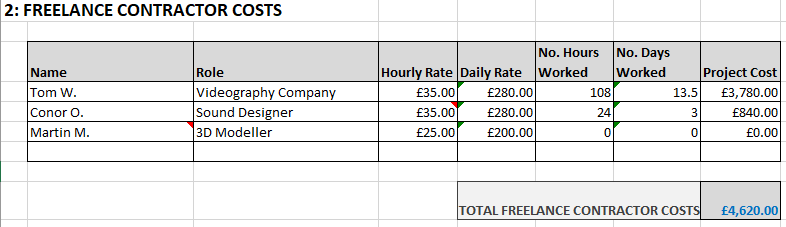 2: FREELANCE CONTRACTOR COSTS
No. Hours No. Days
Name Role Hourly Rate Daily Rate Worked Worked Project Cost
Tom W. Videography Company £35.00 £280.00 108 13.5 £3,780.00
Conor O. Sound Designer £35.00 £280.00 24 3 £840.00
Martin M. 3D Modeller £25.00 £200.00 0 0 £0.00
TOTAL FREELANCE CONTRACTOR COSTS £4,620.00